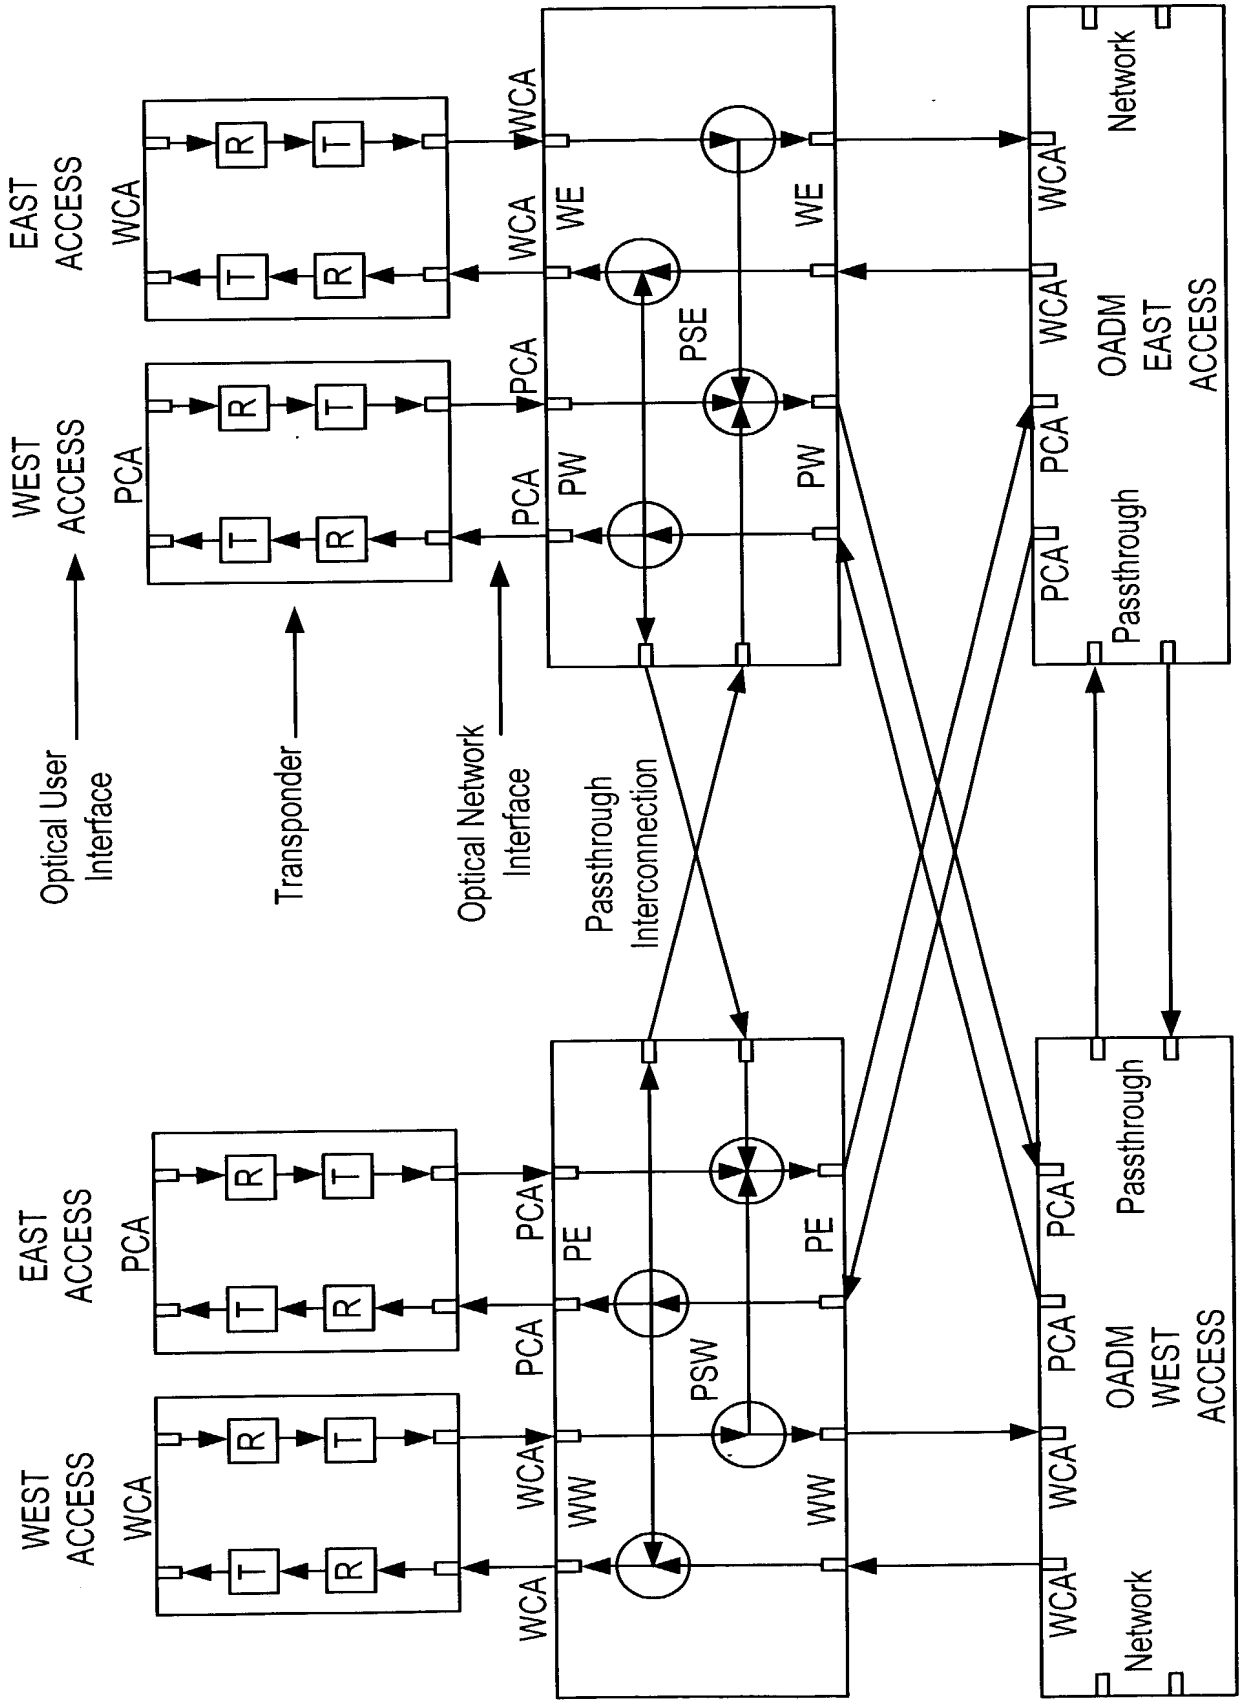 WEST
ACCESS
EAST
ACCESS
Optical User
Interface
WEST
ACCESS
EAST
ACCESS
WCA
PCA
PCA
WCA
T
R
T
R
T
R
T
R
Transponder
R
T
R
T
R
T
R
T
Optical Network
Interface
WCA
WCA
PCA
PCA
PCA
PCA
WCA
WCA
WW
PE
PW
WE
Passthrough
Interconnection
PSW
PSE
WW
PE
PW
WE
WCA
WCA
PCA
PCA
PCA
PCA
WCA
WCA
Network
OADM
WEST
ACCESS
Passthrough
Passthrough
OADM
EAST
ACCESS
Network